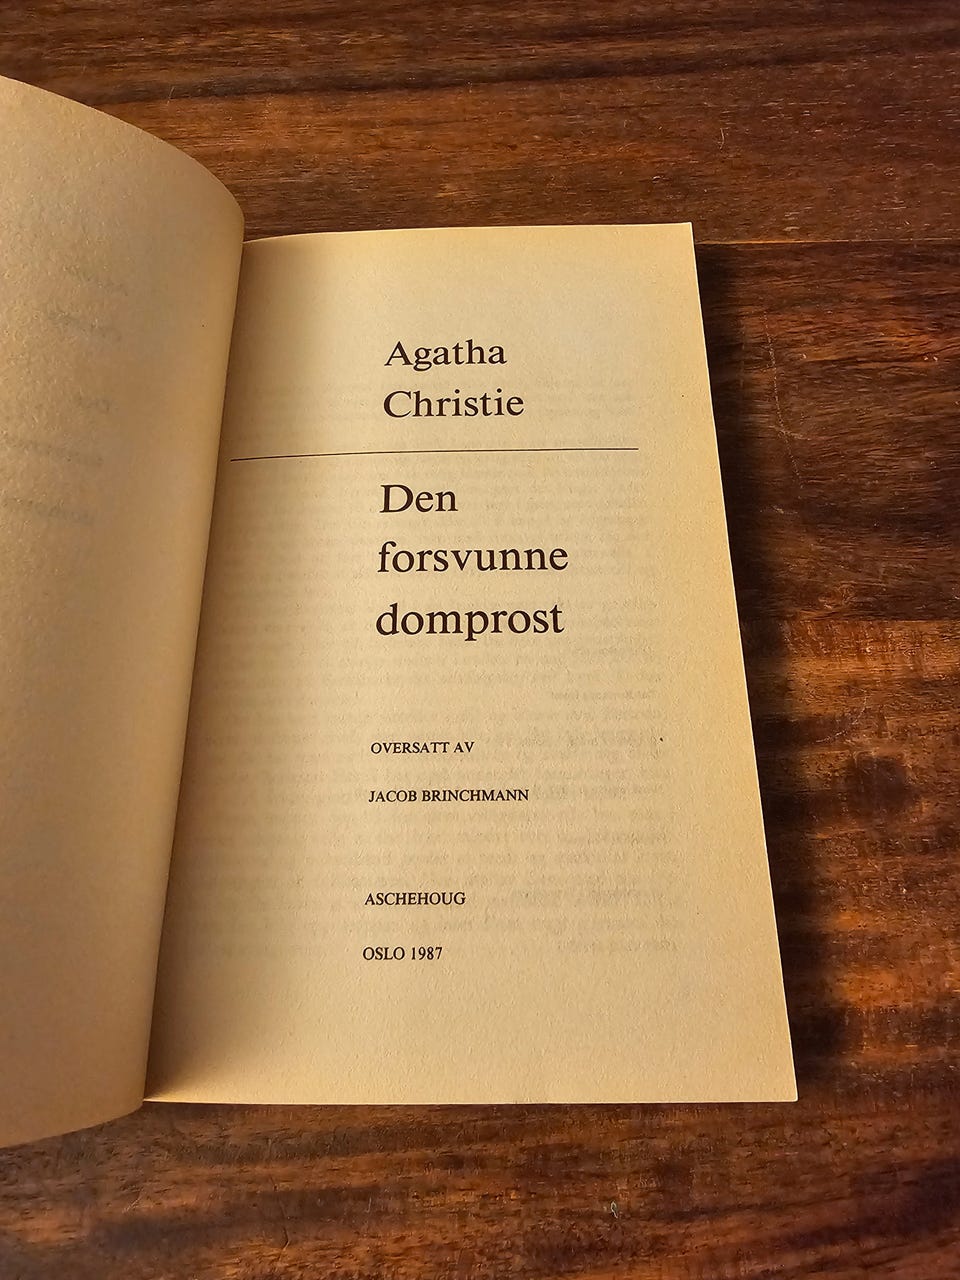 Agatha
Christie
Den
forsvunne
domprost
OVERSATT AV
JACOB BRINCHMANN
ASCHEHOUG
OSLO 1987